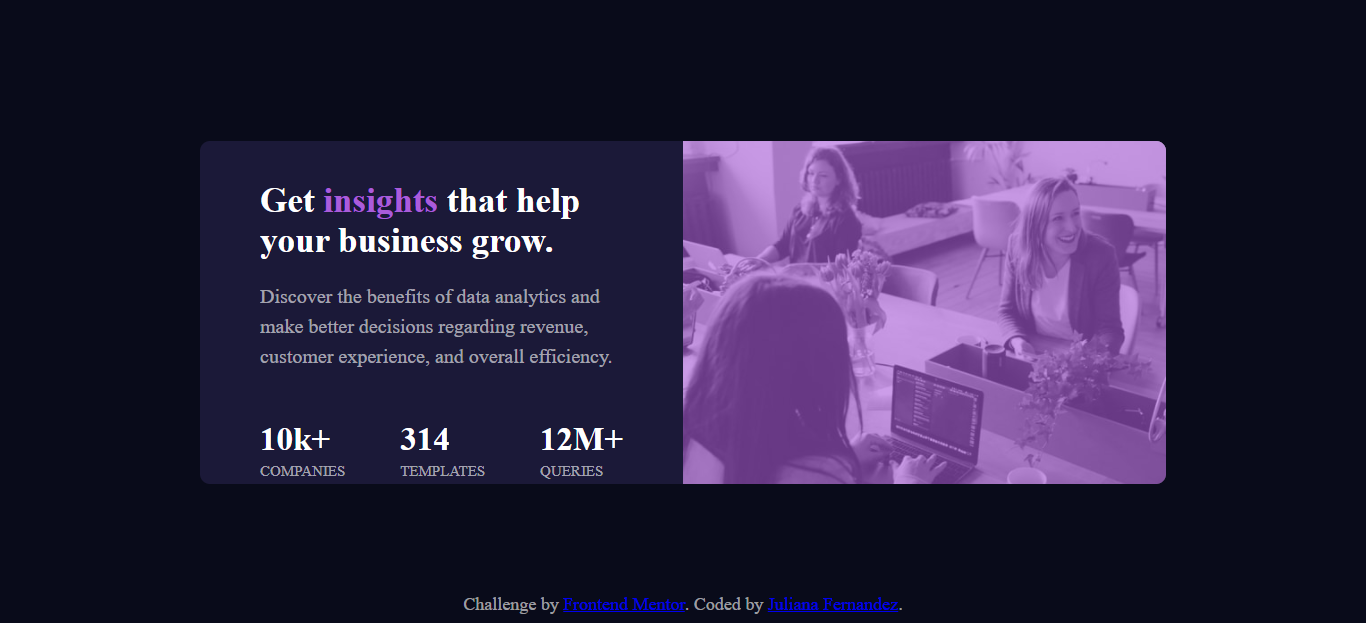 Get insights that help
your business grow.
Discover the benefits of data analytics and
make better decisions regarding revenue,
customer experience, and overall efficiency.
10k+ 314 12M+
COMPANIES TEMPLATES QUERIES
Challenge by Frontend Mentor. Coded by Juliana Fernandez.